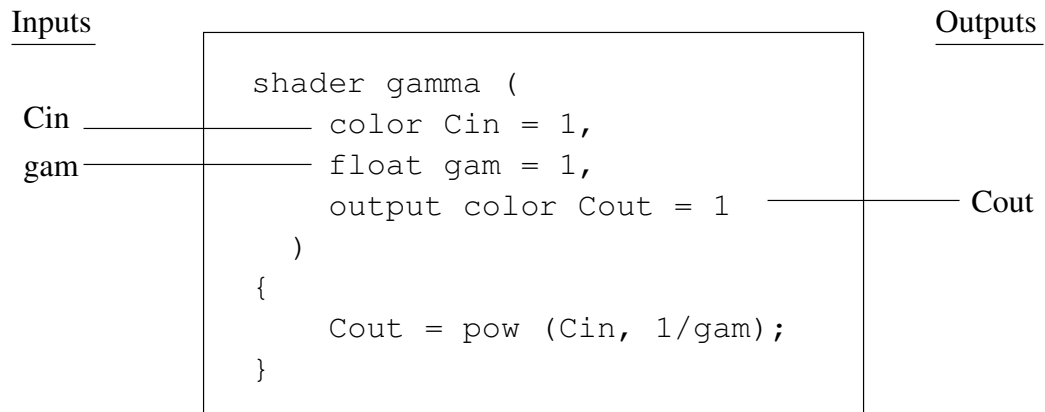 Inputs
Outputs
shader gamma (
Cin
color Cin = 1,
gam
float gam = 1,
output color Cout = 1
Cout
)
{
Cout = pow (Cin, 1/gam);
}